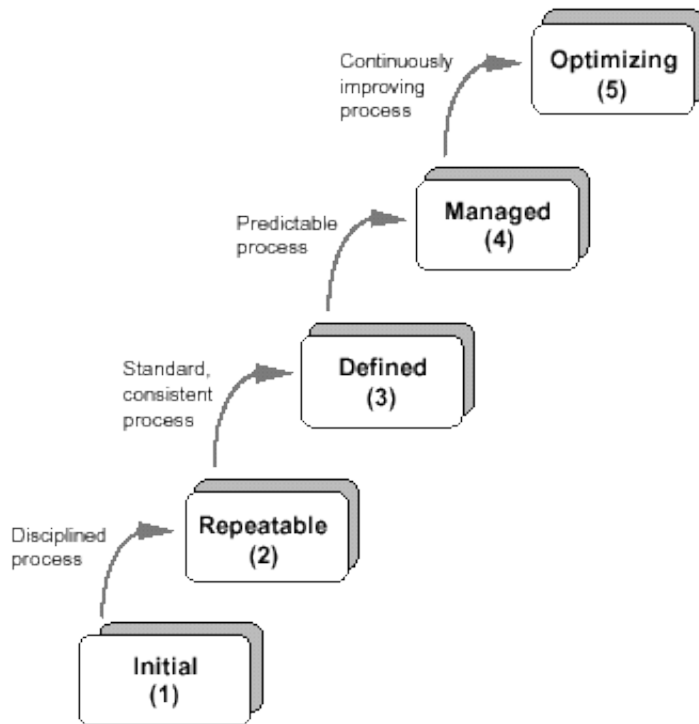 Continuously
improving
process
Optimizing
(5)
Predictable
process
Managed
(4)
Standard,
consistent
process
Defined
(3)
Disciplined
process
Repeatable
(2)
Initial
(1)